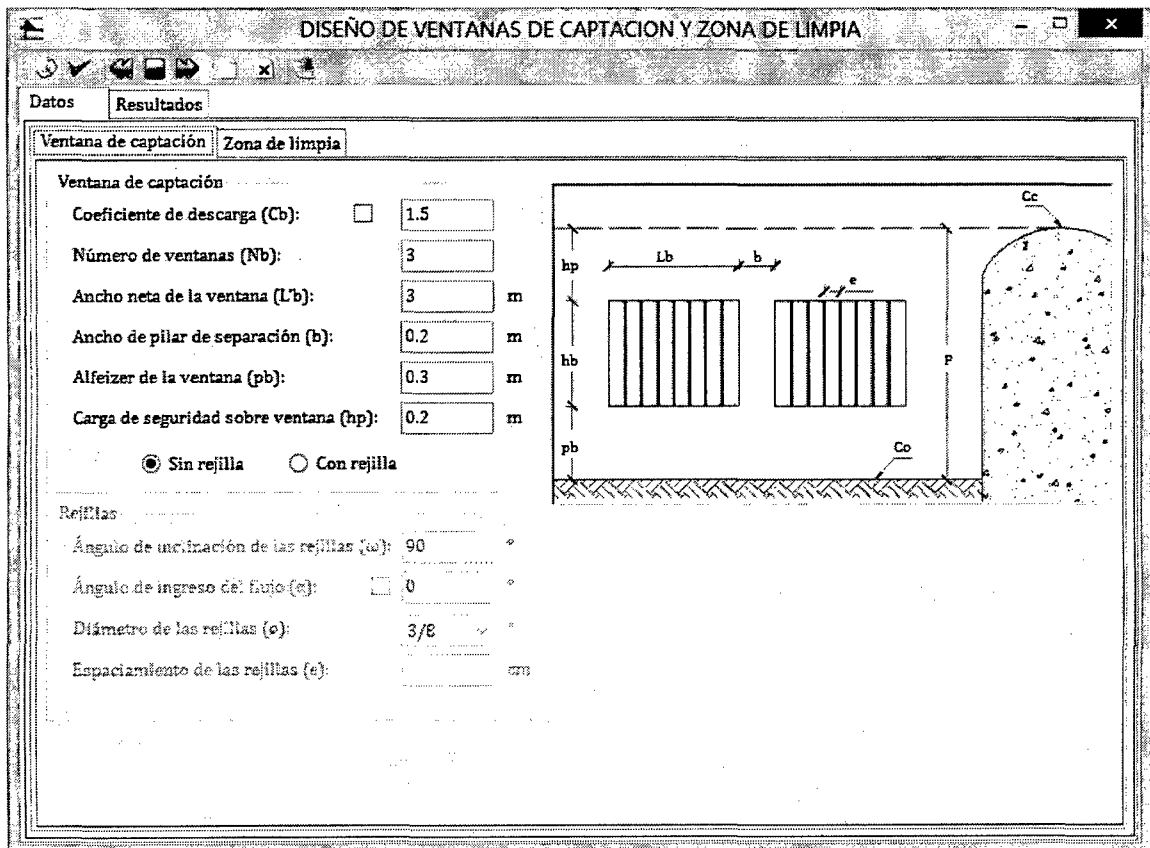 DISEÑO DE VENTANAS DE CAPTACION Y ZONA DE LIMPIA
Datos Resultados
Ventana de captación Zona de limpia
Ventana de captación
Coeficiente de descarga (Cb): 1.5
Número de ventanas (Nb): 3
Ancho neta de la ventana (L'b): 3 m
Ancho de pilar de separación (b): 0.2 m
Alfeizer de la ventana (pb): 0.3 m
Carga de seguridad sobre ventana (hp): 0.2 m
Sin rejilla Con rejilla
Rejillas
Ángulo de inclinación de las rejillas (ω): 90 °
Ángulo de ingreso del flujo (α): 0 °
Diámetro de las rejillas (ø): 3/8 "
Espaciamiento de las rejillas (e): cm
Cc
hp Lb b
e
hb P
pb Co